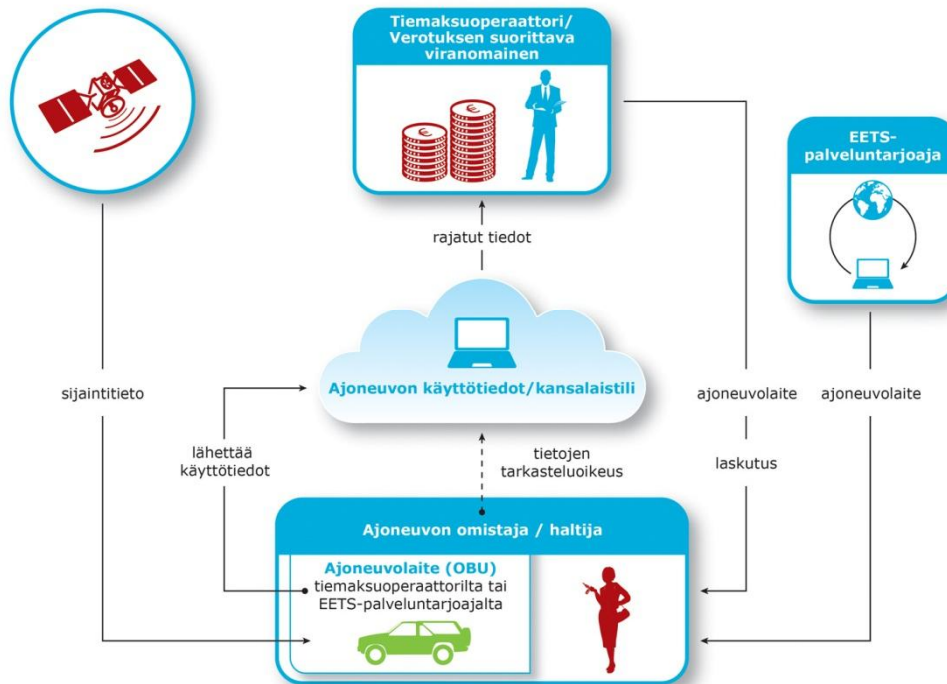 Tiemaksuoperaattori/
Verotuksen suorittava
viranomainen
EETS-
palveluntarjoaja
rajatut tiedot
Ajoneuvon käyttötiedot/kansalaistili
sijaintitieto
ajoneuvolaite
ajoneuvolaite
lähettää
käyttötiedot
tietojen
tarkasteluoikeus
laskutus
Ajoneuvon omistaja / haltija
Ajoneuvolaite (OBU)
tiemaksuoperaattorilta tai
EETS-palveluntarjoajalta